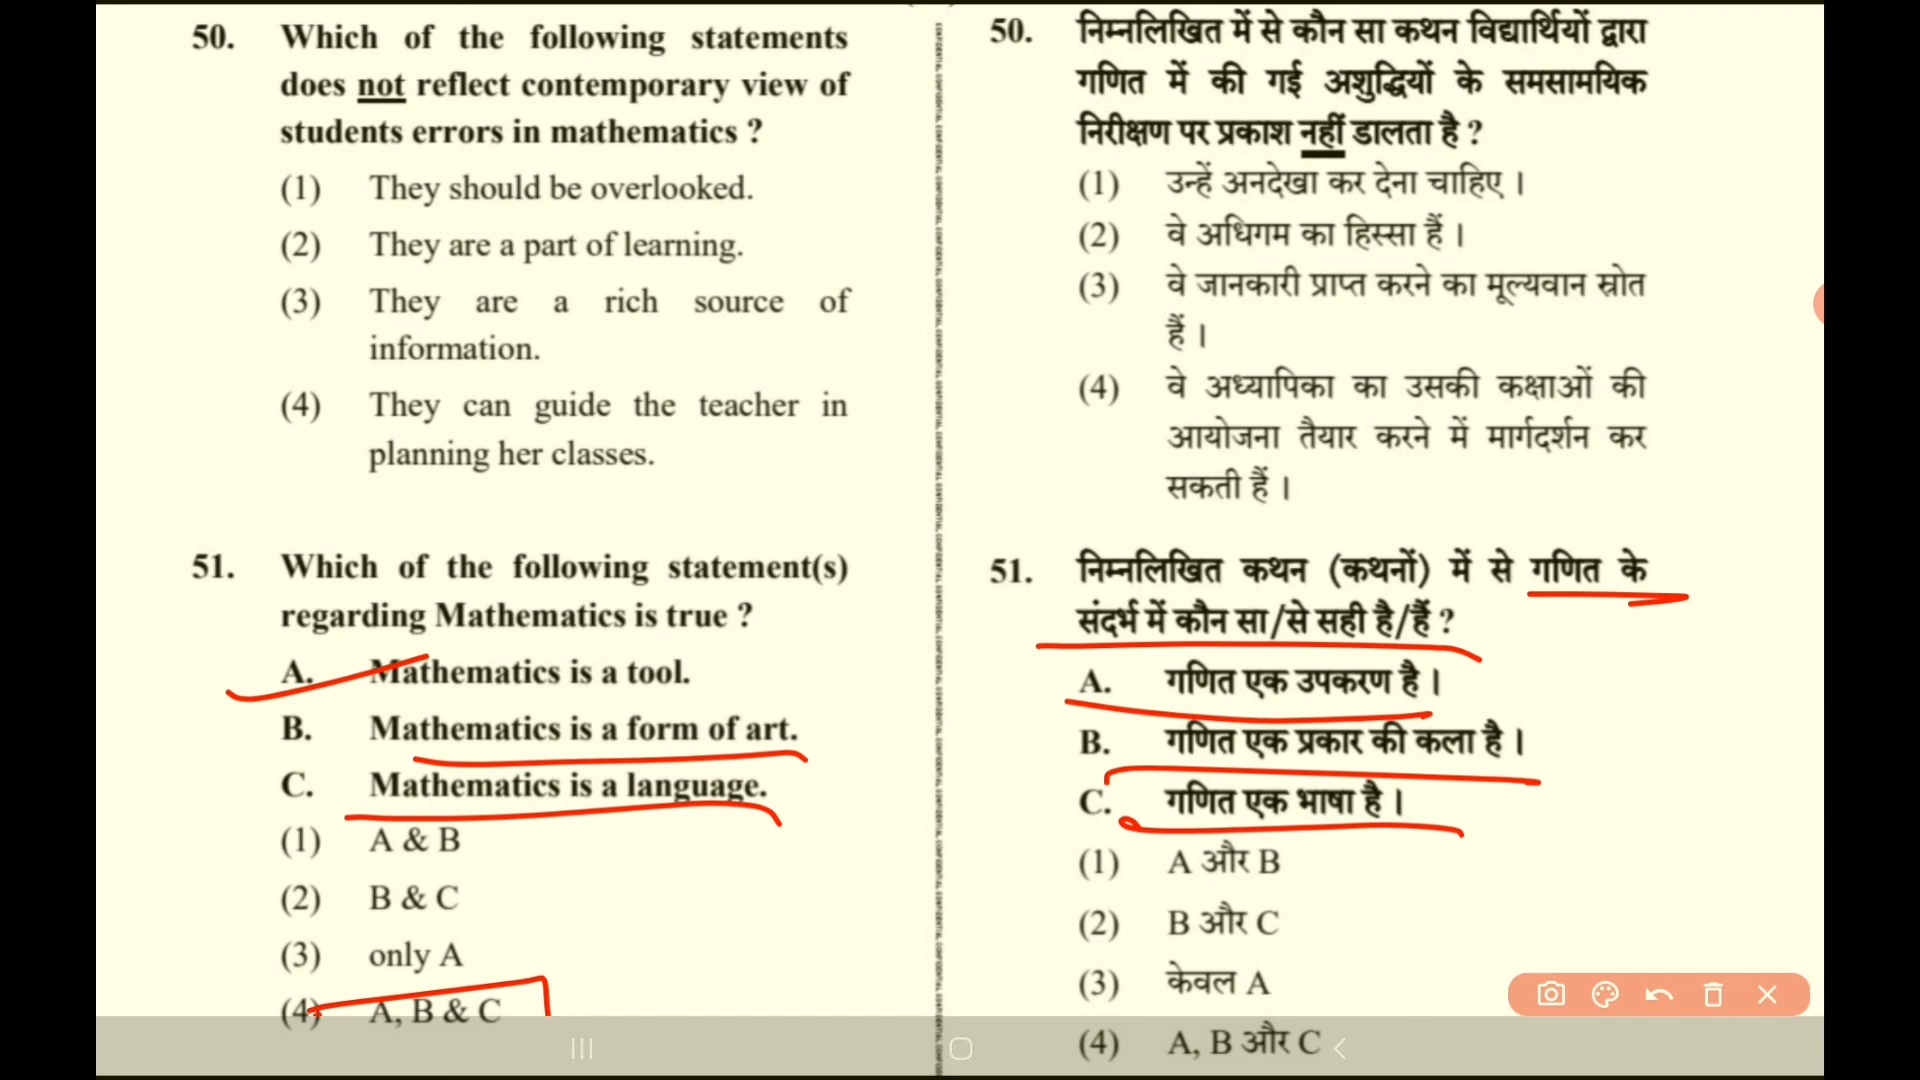 50. Which of the following statements
does not reflect contemporary view of
students errors in mathematics ?
(1) They should be overlooked.
(2) They are a part of learning.
(3) They are a rich source of
information.
(4) They can guide the teacher in
planning her classes.
51. Which of the following statement(s)
regarding Mathematics is true ?
A. Mathematics is a tool.
B. Mathematics is a form of art.
C. Mathematics is a language.
(1) A & B
(2) B & C
(3) only A
(4) A, B & C
50. निम्नलिखित में से कौन सा कथन विद्यार्थियों द्वारा
गणित में की गई अशुद्धियों के समसामयिक
निरीक्षण पर प्रकाश नहीं डालता है ?
(1) उन्हें अनदेखा कर देना चाहिए ।
(2) वे अधिगम का हिस्सा हैं ।
(3) वे जानकारी प्राप्त करने का मूल्यवान स्रोत
हैं ।
(4) वे अध्यापिका का उसकी कक्षाओं की
आयोजना तैयार करने में मार्गदर्शन कर
सकती हैं ।
51. निम्नलिखित कथन (कथनों) में से गणित के
संदर्भ में कौन सा/से सही है/हैं ?
A. गणित एक उपकरण है ।
B. गणित एक प्रकार की कला है ।
C. गणित एक भाषा है ।
(1) A और B
(2) B और C
(3) केवल A
(4) A, B और C